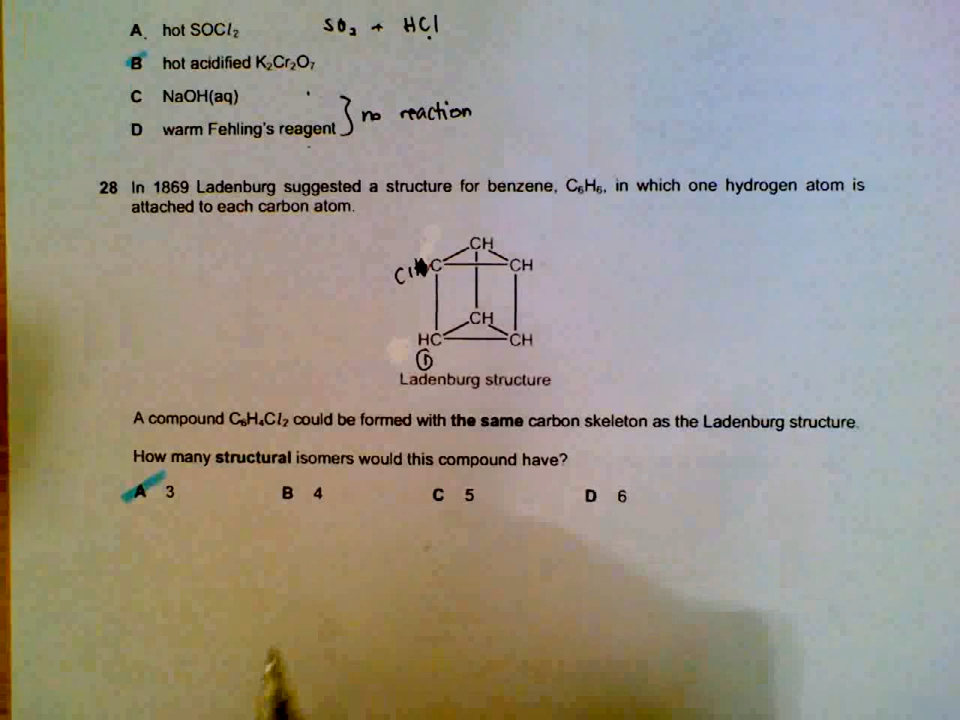 A hot SOCl₂ SO₂ + HCl
B hot acidified K₂Cr₂O₇
C NaOH(aq)
D warm Fehling's reagent } no reaction
28 In 1869 Ladenburg suggested a structure for benzene, C₆H₆, in which one hydrogen atom is
attached to each carbon atom.
CH
Cl C CH
CH
HC CH
①
Ladenburg structure
A compound C₆H₄Cl₂ could be formed with the same carbon skeleton as the Ladenburg structure.
How many structural isomers would this compound have?
A 3 B 4 C 5 D 6